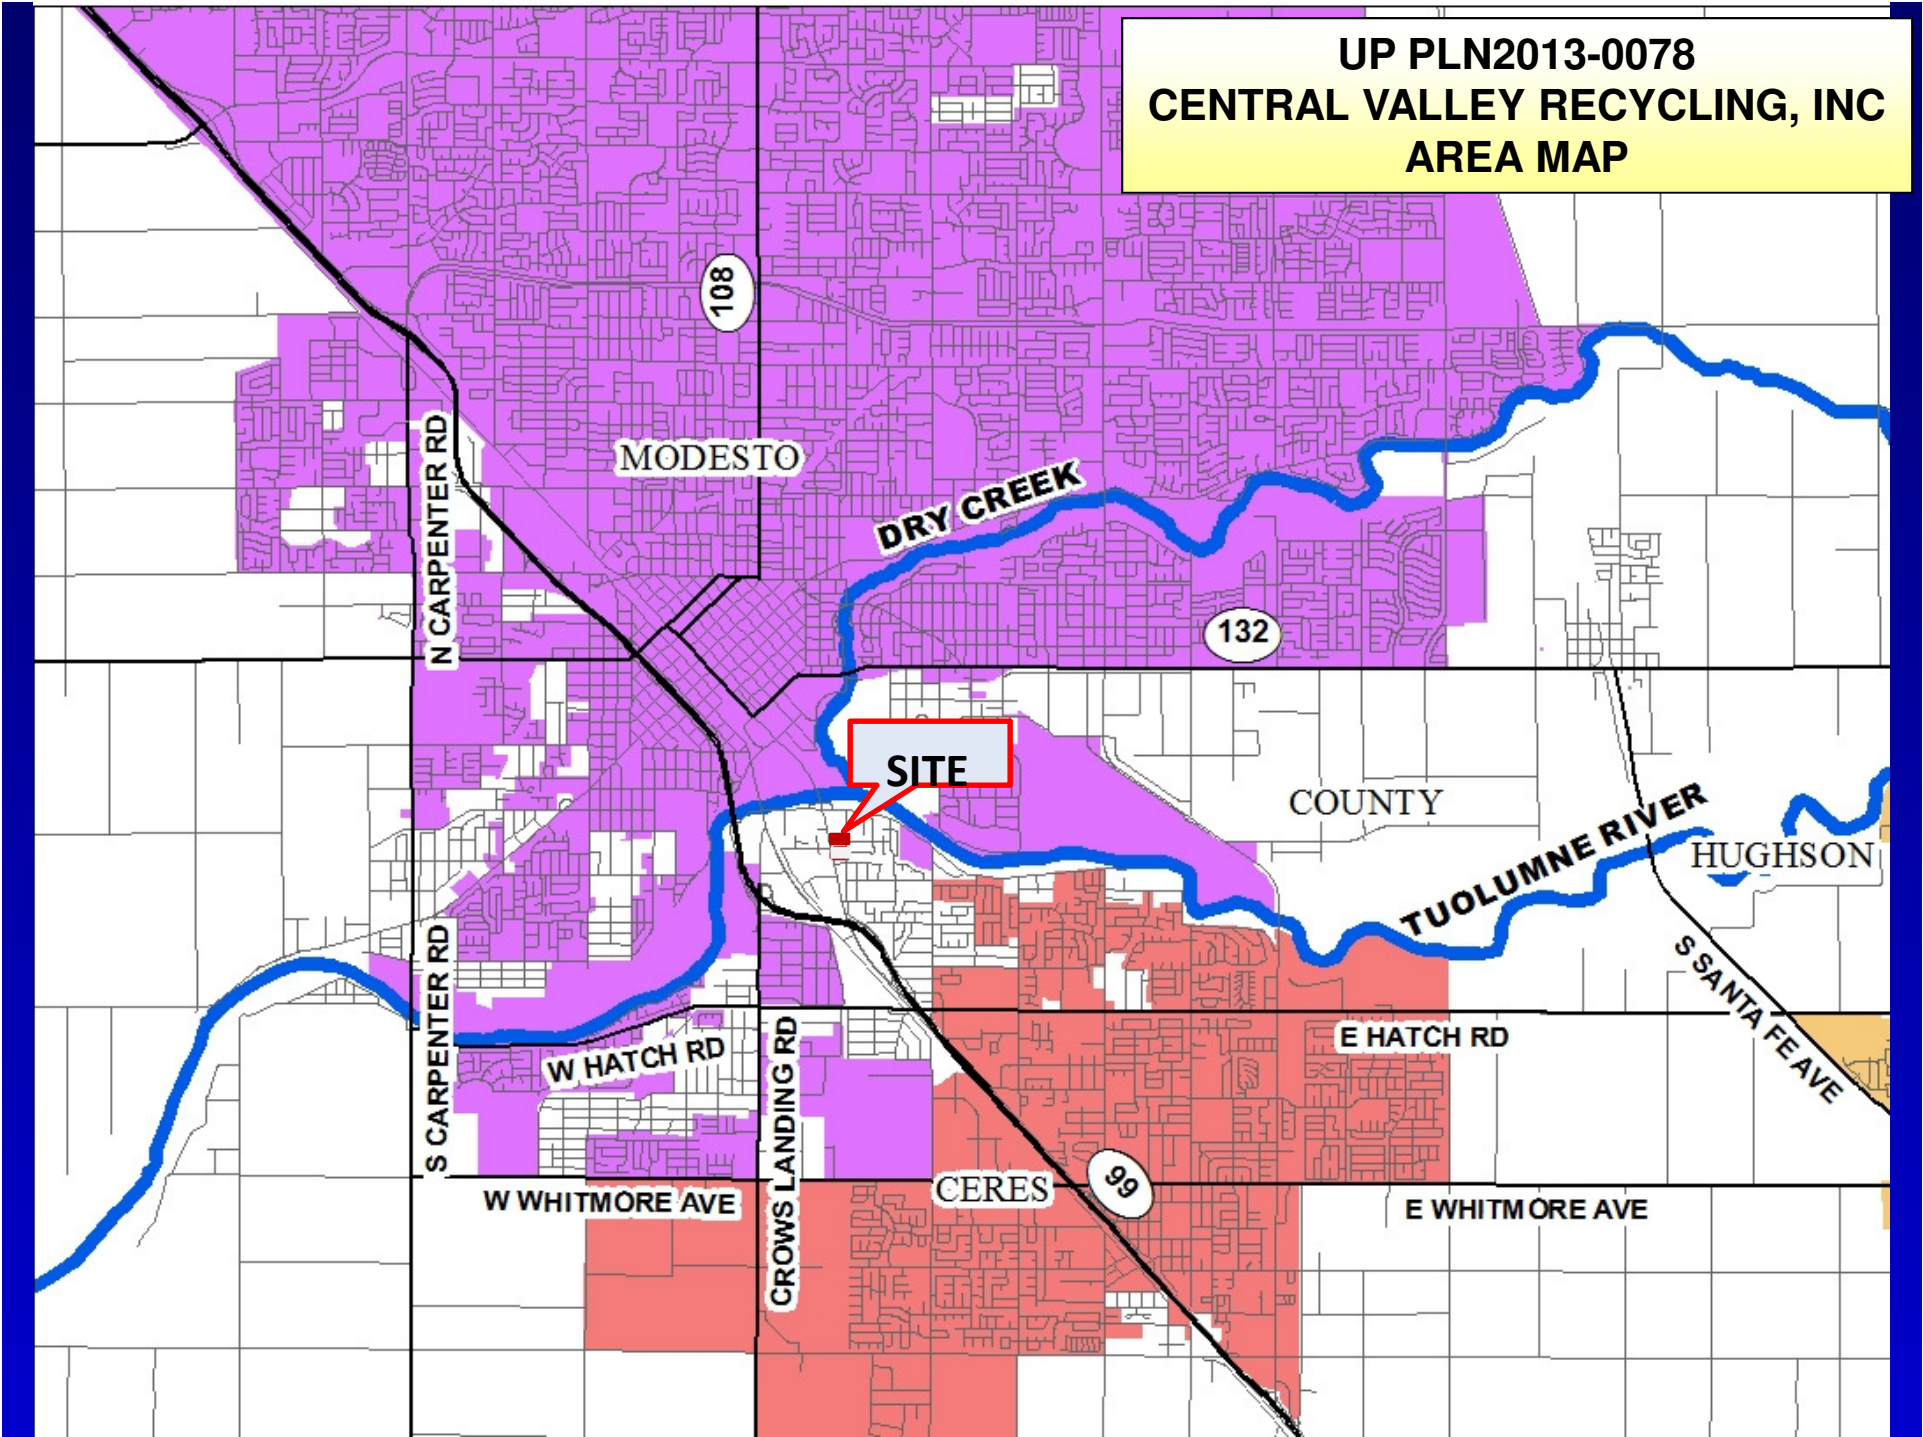 UP PLN2013-0078
CENTRAL VALLEY RECYCLING, INC
AREA MAP
108
MODESTO
N CARPENTER RD
DRY CREEK
132
SITE
COUNTY
TUOLUMNE RIVER
HUGHSON
S CARPENTER RD
W HATCH RD
CROWS LANDING RD
E HATCH RD
S SANTA FE AVE
W WHITMORE AVE
CERES
99
E WHITMORE AVE